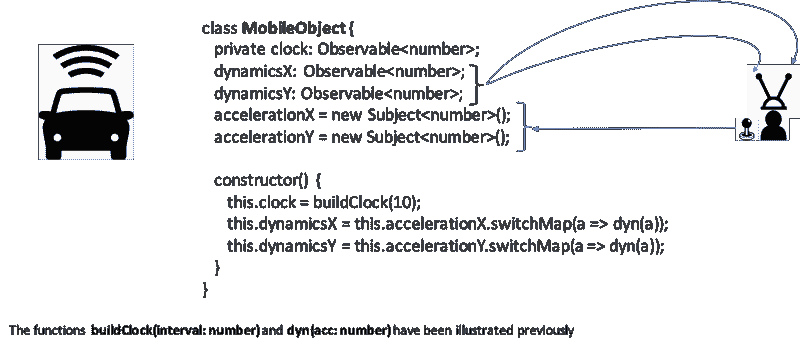 class MobileObject {
private clock: Observable<number>;
dynamicsX: Observable<number>;
dynamicsY: Observable<number>;
accelerationX = new Subject<number>();
accelerationY = new Subject<number>();
constructor() {
this.clock = buildClock(10);
this.dynamicsX = this.accelerationX.switchMap(a => dyn(a));
this.dynamicsY = this.accelerationY.switchMap(a => dyn(a));
}
}
The functions buildClock(interval: number) and dyn(acc: number) have been illustrated previously